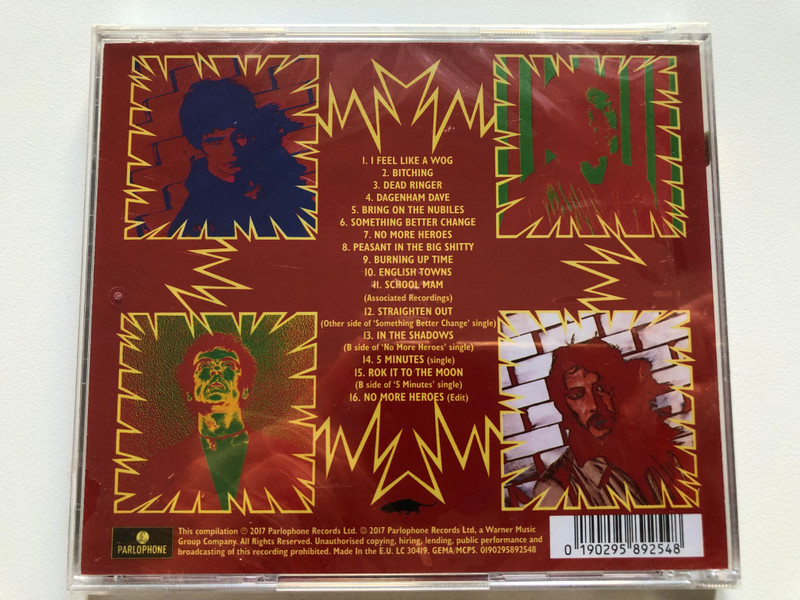 1. I FEEL LIKE A WOG
2. BITCHING
3. DEAD RINGER
4. DAGENHAM DAVE
5. BRING ON THE NUBILES
6. SOMETHING BETTER CHANGE
7. NO MORE HEROES
8. PEASANT IN THE BIG SHITTY
9. BURNING UP TIME
10. ENGLISH TOWNS
11. SCHOOL MAM
(Associated Recordings)
12. STRAIGHTEN OUT
(Other side of 'Something Better Change' single)
13. IN THE SHADOWS
(B side of 'No More Heroes' single)
14. 5 MINUTES (single)
15. ROK IT TO THE MOON
(B side of '5 Minutes' single)
16. NO MORE HEROES (Edit)
PARLOPHONE
This compilation ℗ 2017 Parlophone Records Ltd. © 2017 Parlophone Records Ltd, a Warner Music
Group Company. All Rights Reserved. Unauthorised copying, hiring, lending, public performance and
broadcasting of this recording prohibited. Made in the E.U. LC 30419. GEMA/MCPS. 0190295892548
0 190295 892548